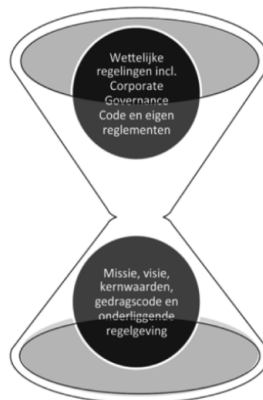 Wettelijke
regelingen incl.
Corporate
Governance
Code en eigen
reglementen
Missie, visie,
kernwaarden,
gedragscode en
onderliggende
regelgeving